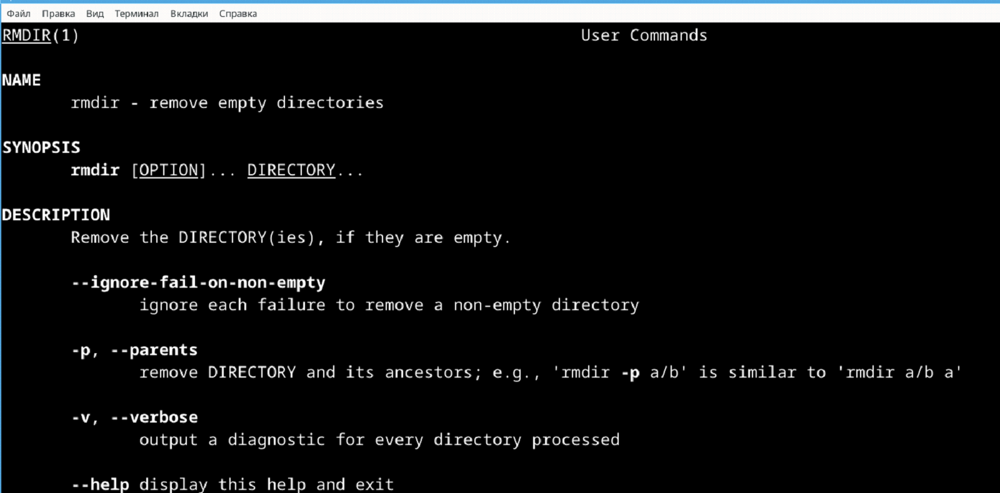 Файл Правка Вид Терминал Вкладки Справка
RMDIR(1) User Commands
NAME
rmdir - remove empty directories
SYNOPSIS
rmdir [OPTION]... DIRECTORY...
DESCRIPTION
Remove the DIRECTORY(ies), if they are empty.
--ignore-fail-on-non-empty
ignore each failure to remove a non-empty directory
-p, --parents
remove DIRECTORY and its ancestors; e.g., 'rmdir -p a/b' is similar to 'rmdir a/b a'
-v, --verbose
output a diagnostic for every directory processed
--help display this help and exit